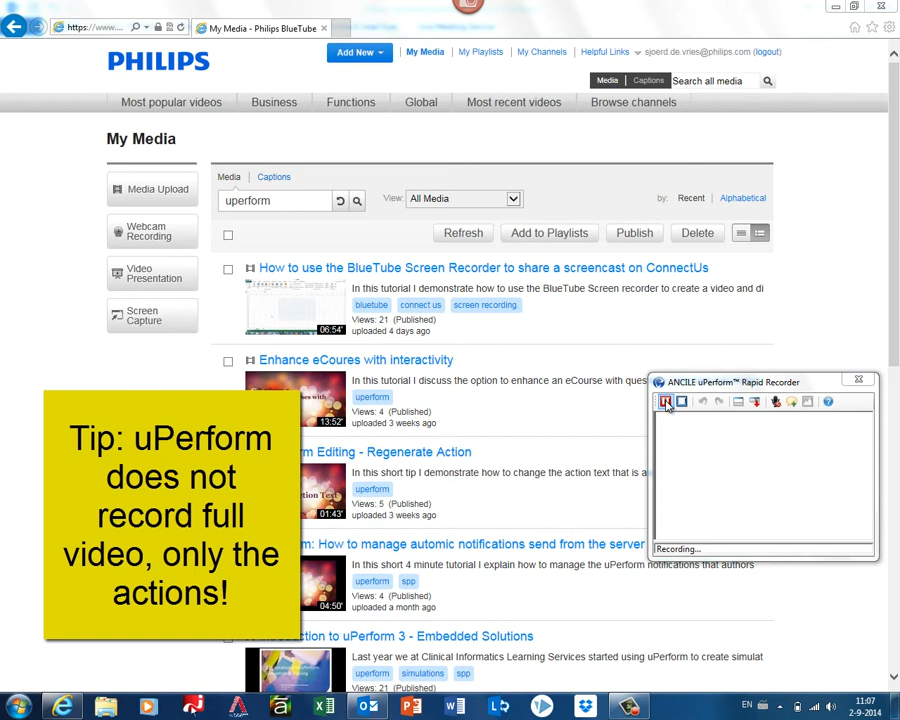 https://www....
My Media - Philips BlueTube
PHILIPS
Add New
My Media
My Playlists
My Channels
Helpful Links
sjoerd.de.vries@philips.com (logout)
Media
Captions
Search all media
Most popular videos
Business
Functions
Global
Most recent videos
Browse channels
My Media
Media Upload
Webcam
Recording
Video
Presentation
Screen
Capture
Media
Captions
uperform
View:
All Media
by:
Recent
Alphabetical
Refresh
Add to Playlists
Publish
Delete
How to use the BlueTube Screen Recorder to share a screencast on ConnectUs
In this tutorial I demonstrate how to use the BlueTube Screen recorder to create a video and di
bluetube
connect us
screen recording.
Views: 21 (Published)
uploaded 4 days ago
06:54'
Enhance eCoures with interactivity
In this tutorial I discuss the option to enhance an eCourse with ques
uperform
Views: 4 (Published)
uploaded 3 weeks ago
13:52'
m Editing - Regenerate Action
In this short tip I demonstrate how to change the action text that is a
uperform
Views: 5 (Published)
uploaded 3 weeks ago
01:43'
m: How to manage automic notifications send from the server
In this short 4 minute tutorial I explain how to manage the uPerform notifications that authors
uperform
spp
Views: 4 (Published)
uploaded a month ago
04:50'
Introduction to uPerform 3 - Embedded Solutions
Last year we at Clinical Informatics Learning Services started using uPerform to create simulat
uperform
simulations
spp
Views: 21 (Published)
Tip: uPerform
does not
record full
video, only the
actions!
ANCILE uPerform™ Rapid Recorder
Recording...
EN
11:07
2-9-2014